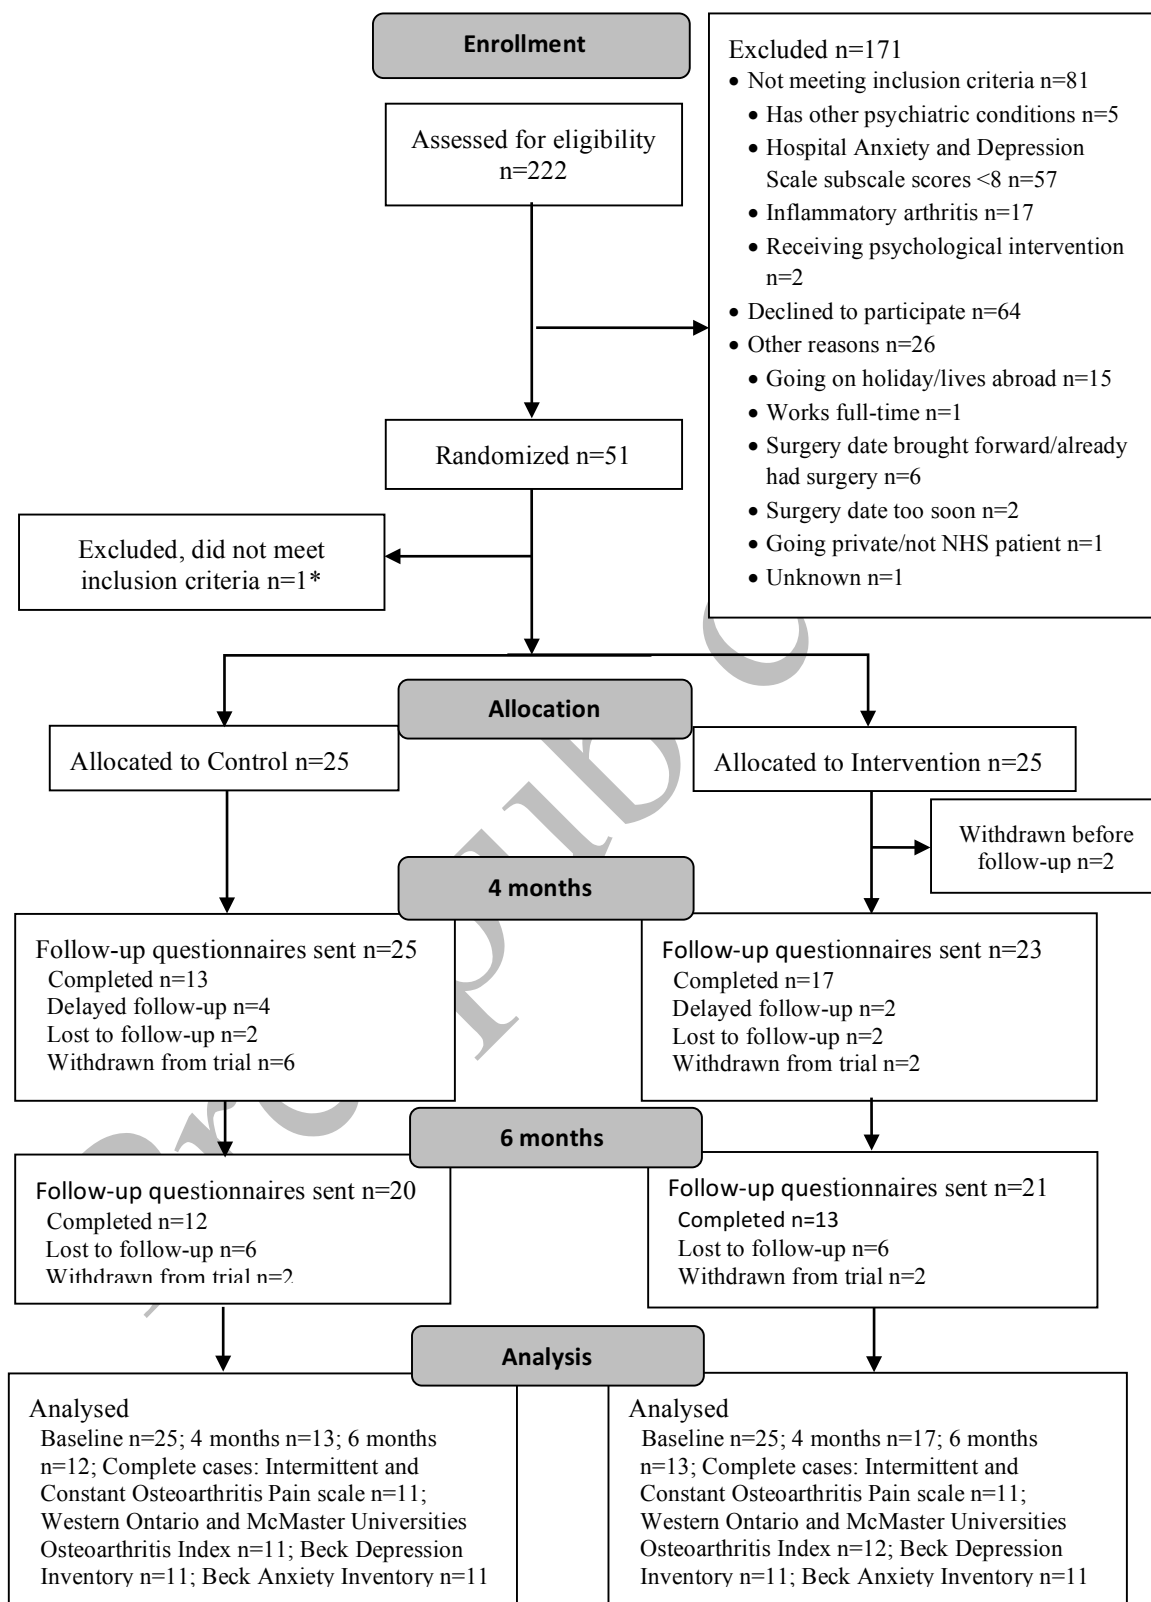 Enrollment
Assessed for eligibility
n=222
Excluded n=171
• Not meeting inclusion criteria n=81
• Has other psychiatric conditions n=5
• Hospital Anxiety and Depression
Scale subscale scores <8 n=57
• Inflammatory arthritis n=17
• Receiving psychological intervention
n=2
• Declined to participate n=64
• Other reasons n=26
• Going on holiday/lives abroad n=15
• Works full-time n=1
• Surgery date brought forward/already
had surgery n=6
• Surgery date too soon n=2
• Going private/not NHS patient n=1
• Unknown n=1
Randomized n=51
Excluded, did not meet
inclusion criteria n=1*
Allocation
Allocated to Control n=25
Allocated to Intervention n=25
Withdrawn before
follow-up n=2
4 months
Follow-up questionnaires sent n=25
Completed n=13
Delayed follow-up n=4
Lost to follow-up n=2
Withdrawn from trial n=6
Follow-up questionnaires sent n=23
Completed n=17
Delayed follow-up n=2
Lost to follow-up n=2
Withdrawn from trial n=2
6 months
Follow-up questionnaires sent n=20
Completed n=12
Lost to follow-up n=6
Withdrawn from trial n=2
Follow-up questionnaires sent n=21
Completed n=13
Lost to follow-up n=6
Withdrawn from trial n=2
Analysis
Analysed
Baseline n=25; 4 months n=13; 6 months
n=12; Complete cases: Intermittent and
Constant Osteoarthritis Pain scale n=11;
Western Ontario and McMaster Universities
Osteoarthritis Index n=11; Beck Depression
Inventory n=11; Beck Anxiety Inventory n=11
Analysed
Baseline n=25; 4 months n=17; 6 months
n=13; Complete cases: Intermittent and
Constant Osteoarthritis Pain scale n=11;
Western Ontario and McMaster Universities
Osteoarthritis Index n=12; Beck Depression
Inventory n=11; Beck Anxiety Inventory n=11